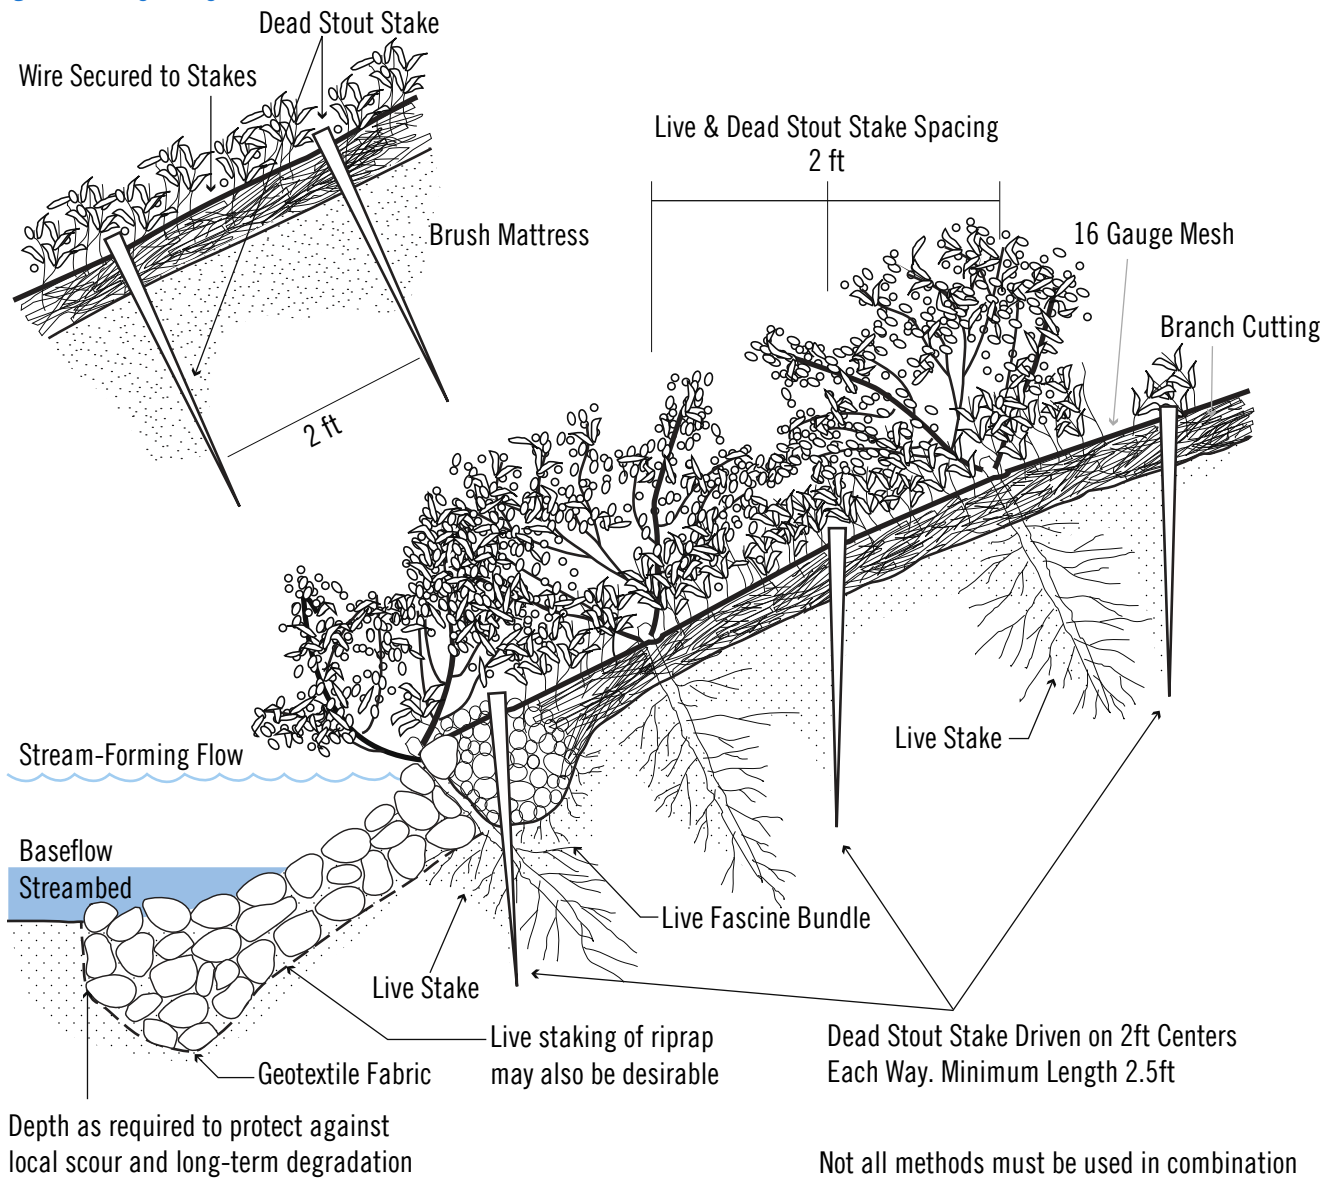 Dead Stout Stake
Wire Secured to Stakes
Live & Dead Stout Stake Spacing
2 ft
Brush Mattress
16 Gauge Mesh
Branch Cutting
2 ft
Live Stake
Stream-Forming Flow
Baseflow
Streambed
Live Fascine Bundle
Live Stake
Live staking of riprap
may also be desirable
Dead Stout Stake Driven on 2ft Centers
Each Way. Minimum Length 2.5ft
Geotextile Fabric
Depth as required to protect against
local scour and long-term degradation
Not all methods must be used in combination